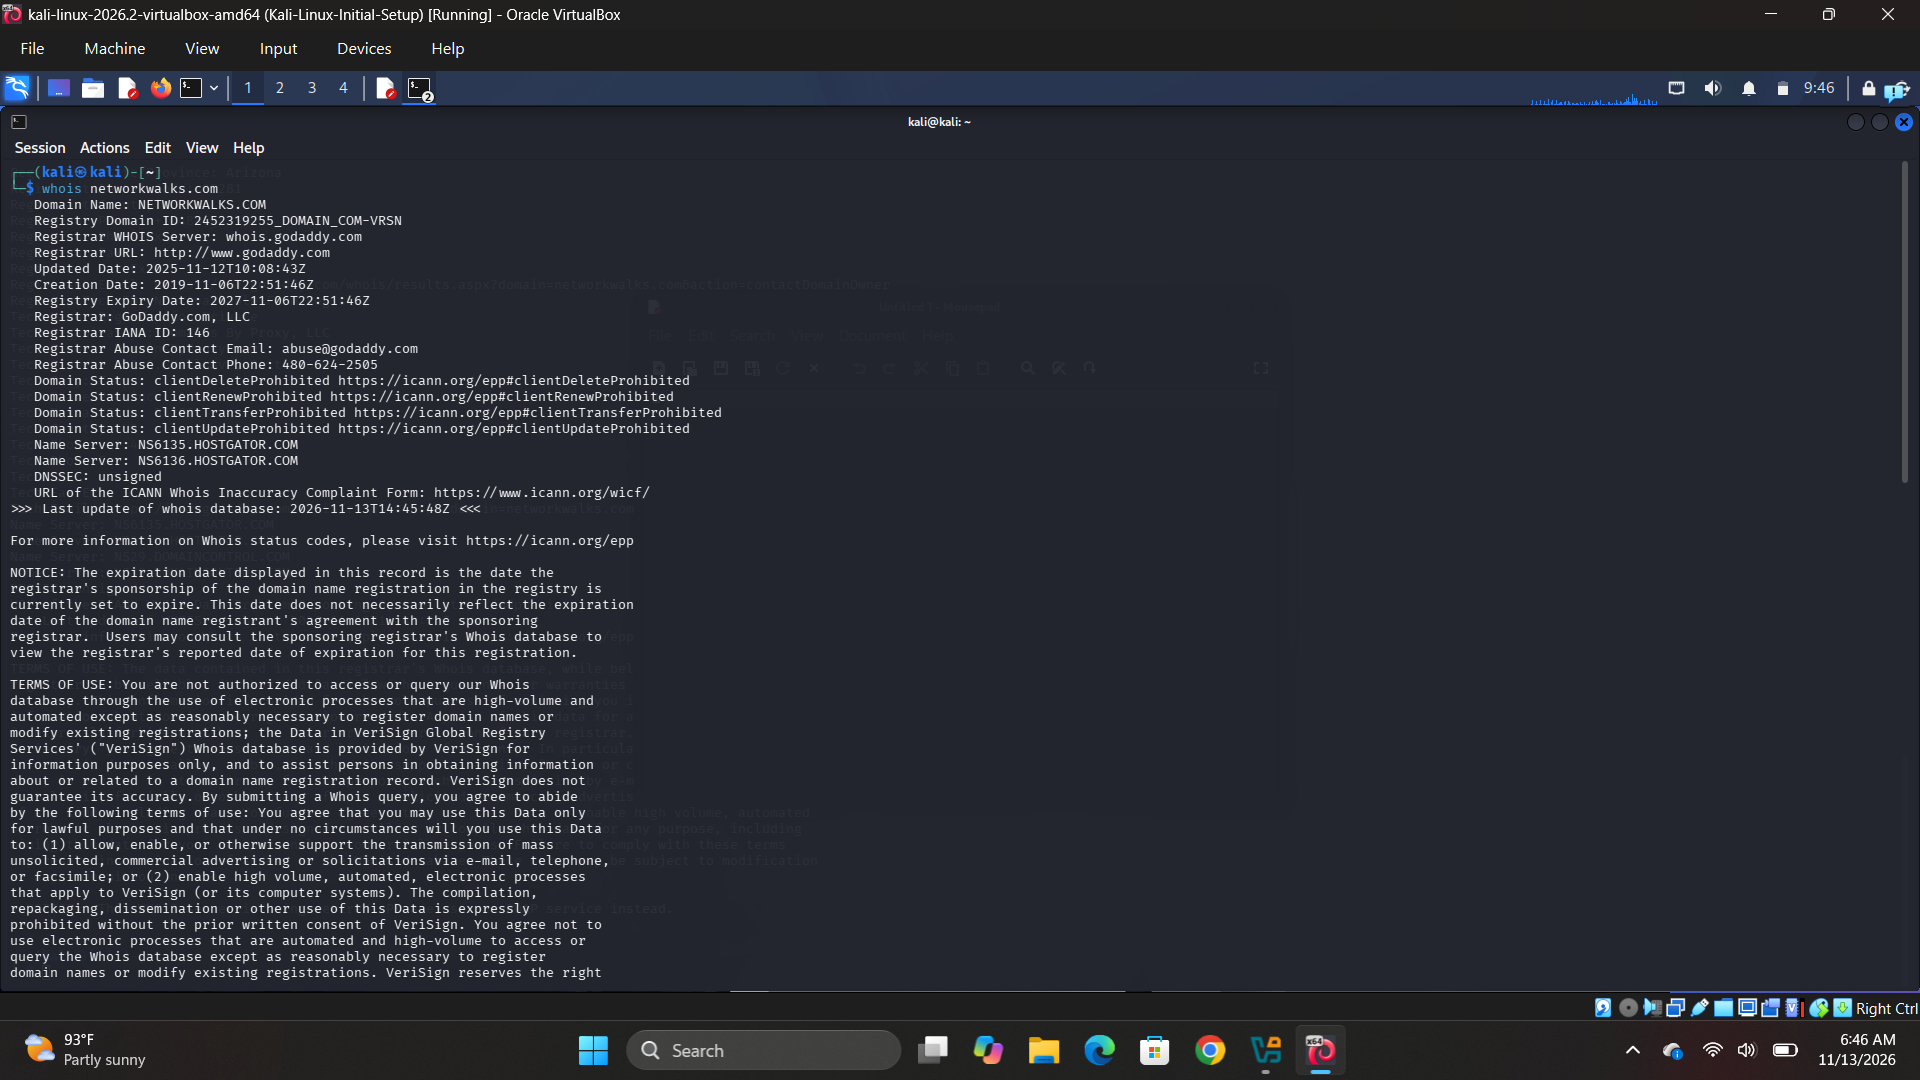 kali-linux-2026.2-virtualbox-amd64 (Kali-Linux-Initial-Setup) [Running] - Oracle VirtualBox
File Machine View Input Devices Help
1 2 3 4 2 9:46
kali@kali: ~
Session Actions Edit View Help
┌──(kali㉿kali)-[~]
└─$ whois networkwalks.com
Domain Name: NETWORKWALKS.COM
Registry Domain ID: 2452319255_DOMAIN_COM-VRSN
Registrar WHOIS Server: whois.godaddy.com
Registrar URL: http://www.godaddy.com
Updated Date: 2025-11-12T10:08:43Z
Creation Date: 2019-11-06T22:51:46Z
Registry Expiry Date: 2027-11-06T22:51:46Z
Registrar: GoDaddy.com, LLC
Registrar IANA ID: 146
Registrar Abuse Contact Email: abuse@godaddy.com
Registrar Abuse Contact Phone: 480-624-2505
Domain Status: clientDeleteProhibited https://icann.org/epp#clientDeleteProhibited
Domain Status: clientRenewProhibited https://icann.org/epp#clientRenewProhibited
Domain Status: clientTransferProhibited https://icann.org/epp#clientTransferProhibited
Domain Status: clientUpdateProhibited https://icann.org/epp#clientUpdateProhibited
Name Server: NS6135.HOSTGATOR.COM
Name Server: NS6136.HOSTGATOR.COM
DNSSEC: unsigned
URL of the ICANN Whois Inaccuracy Complaint Form: https://www.icann.org/wicf/
>>> Last update of whois database: 2026-11-13T14:45:48Z <<<
For more information on Whois status codes, please visit https://icann.org/epp
NOTICE: The expiration date displayed in this record is the date the
registrar's sponsorship of the domain name registration in the registry is
currently set to expire. This date does not necessarily reflect the expiration
date of the domain name registrant's agreement with the sponsoring
registrar.  Users may consult the sponsoring registrar's Whois database to
view the registrar's reported date of expiration for this registration.
TERMS OF USE: You are not authorized to access or query our Whois
database through the use of electronic processes that are high-volume and
automated except as reasonably necessary to register domain names or
modify existing registrations; the Data in VeriSign Global Registry
Services' ("VeriSign") Whois database is provided by VeriSign for
information purposes only, and to assist persons in obtaining information
about or related to a domain name registration record. VeriSign does not
guarantee its accuracy. By submitting a Whois query, you agree to abide
by the following terms of use: You agree that you may use this Data only
for lawful purposes and that under no circumstances will you use this Data
to: (1) allow, enable, or otherwise support the transmission of mass
unsolicited, commercial advertising or solicitations via e-mail, telephone,
or facsimile; or (2) enable high volume, automated, electronic processes
that apply to VeriSign (or its computer systems). The compilation,
repackaging, dissemination or other use of this Data is expressly
prohibited without the prior written consent of VeriSign. You agree not to
use electronic processes that are automated and high-volume to access or
query the Whois database except as reasonably necessary to register
domain names or modify existing registrations. VeriSign reserves the right
Right Ctrl
93°F
Partly sunny
Search
6:46 AM
11/13/2026